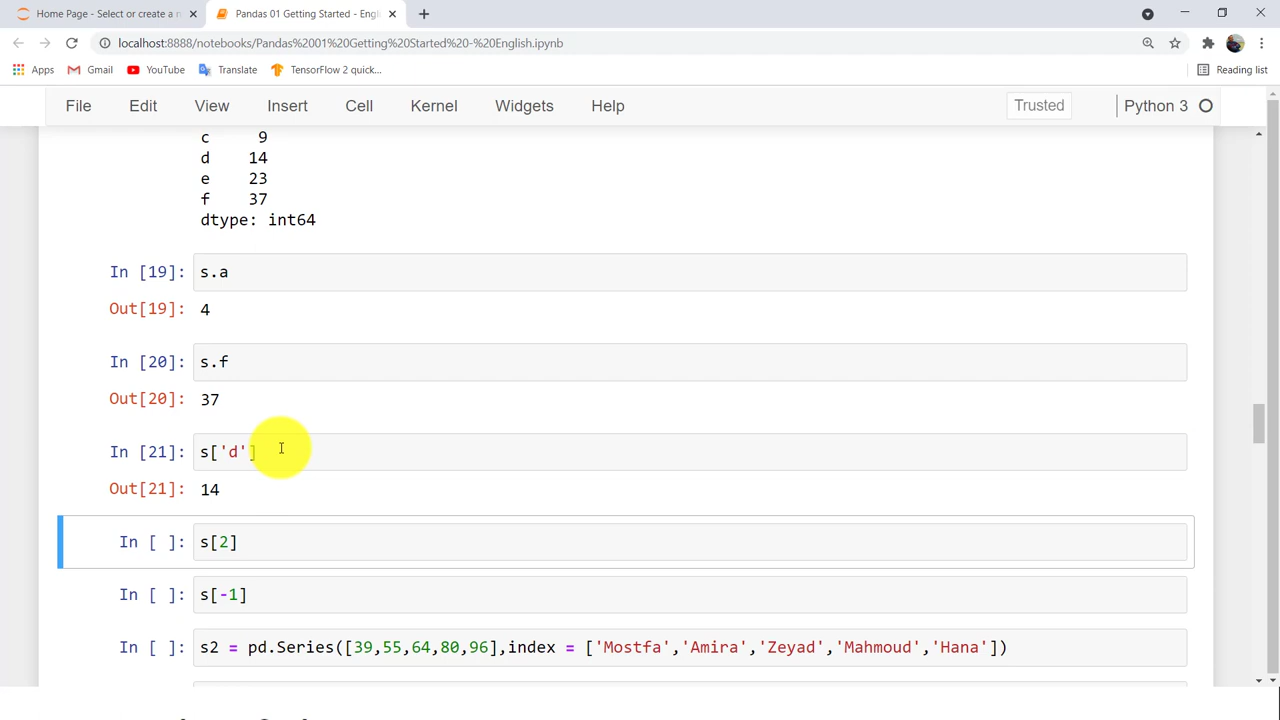 Home Page - Select or create a n
Pandas 01 Getting Started - Engl
localhost:8888/notebooks/Pandas%2001%20Getting%20Started%20-%20English.ipynb
Apps
Gmail
YouTube
Translate
TensorFlow 2 quick...
Reading list
File
Edit
View
Insert
Cell
Kernel
Widgets
Help
Trusted
Python 3
c 9
d 14
e 23
f 37
dtype: int64
In [19]: s.a
Out[19]: 4
In [20]: s.f
Out[20]: 37
In [21]: s['d']
Out[21]: 14
In [ ]: s[2]
In [ ]: s[-1]
In [ ]: s2 = pd.Series([39,55,64,80,96],index = ['Mostfa','Amira','Zeyad','Mahmoud','Hana'])